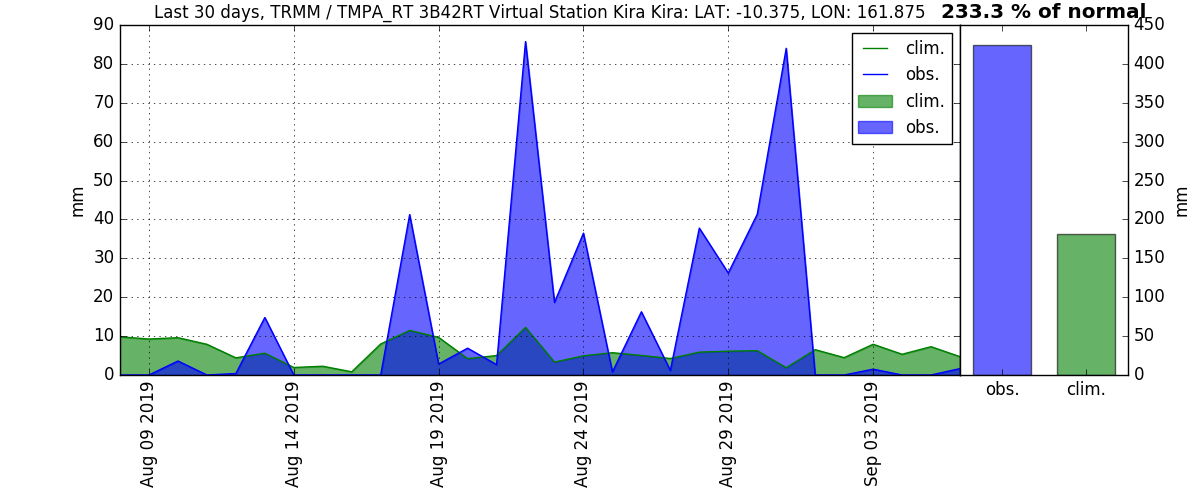 Last 30 days, TRMM / TMPA_RT 3B42RT Virtual Station Kira Kira: LAT: -10.375, LON: 161.875 233.3 % of normal
90
80
70
60
50
40
30
20
10
0
mm
clim.
obs.
clim.
obs.
450
400
350
300
250
200
150
100
50
0
mm
Aug 09 2019
Aug 14 2019
Aug 19 2019
Aug 24 2019
Aug 29 2019
Sep 03 2019
obs. clim.